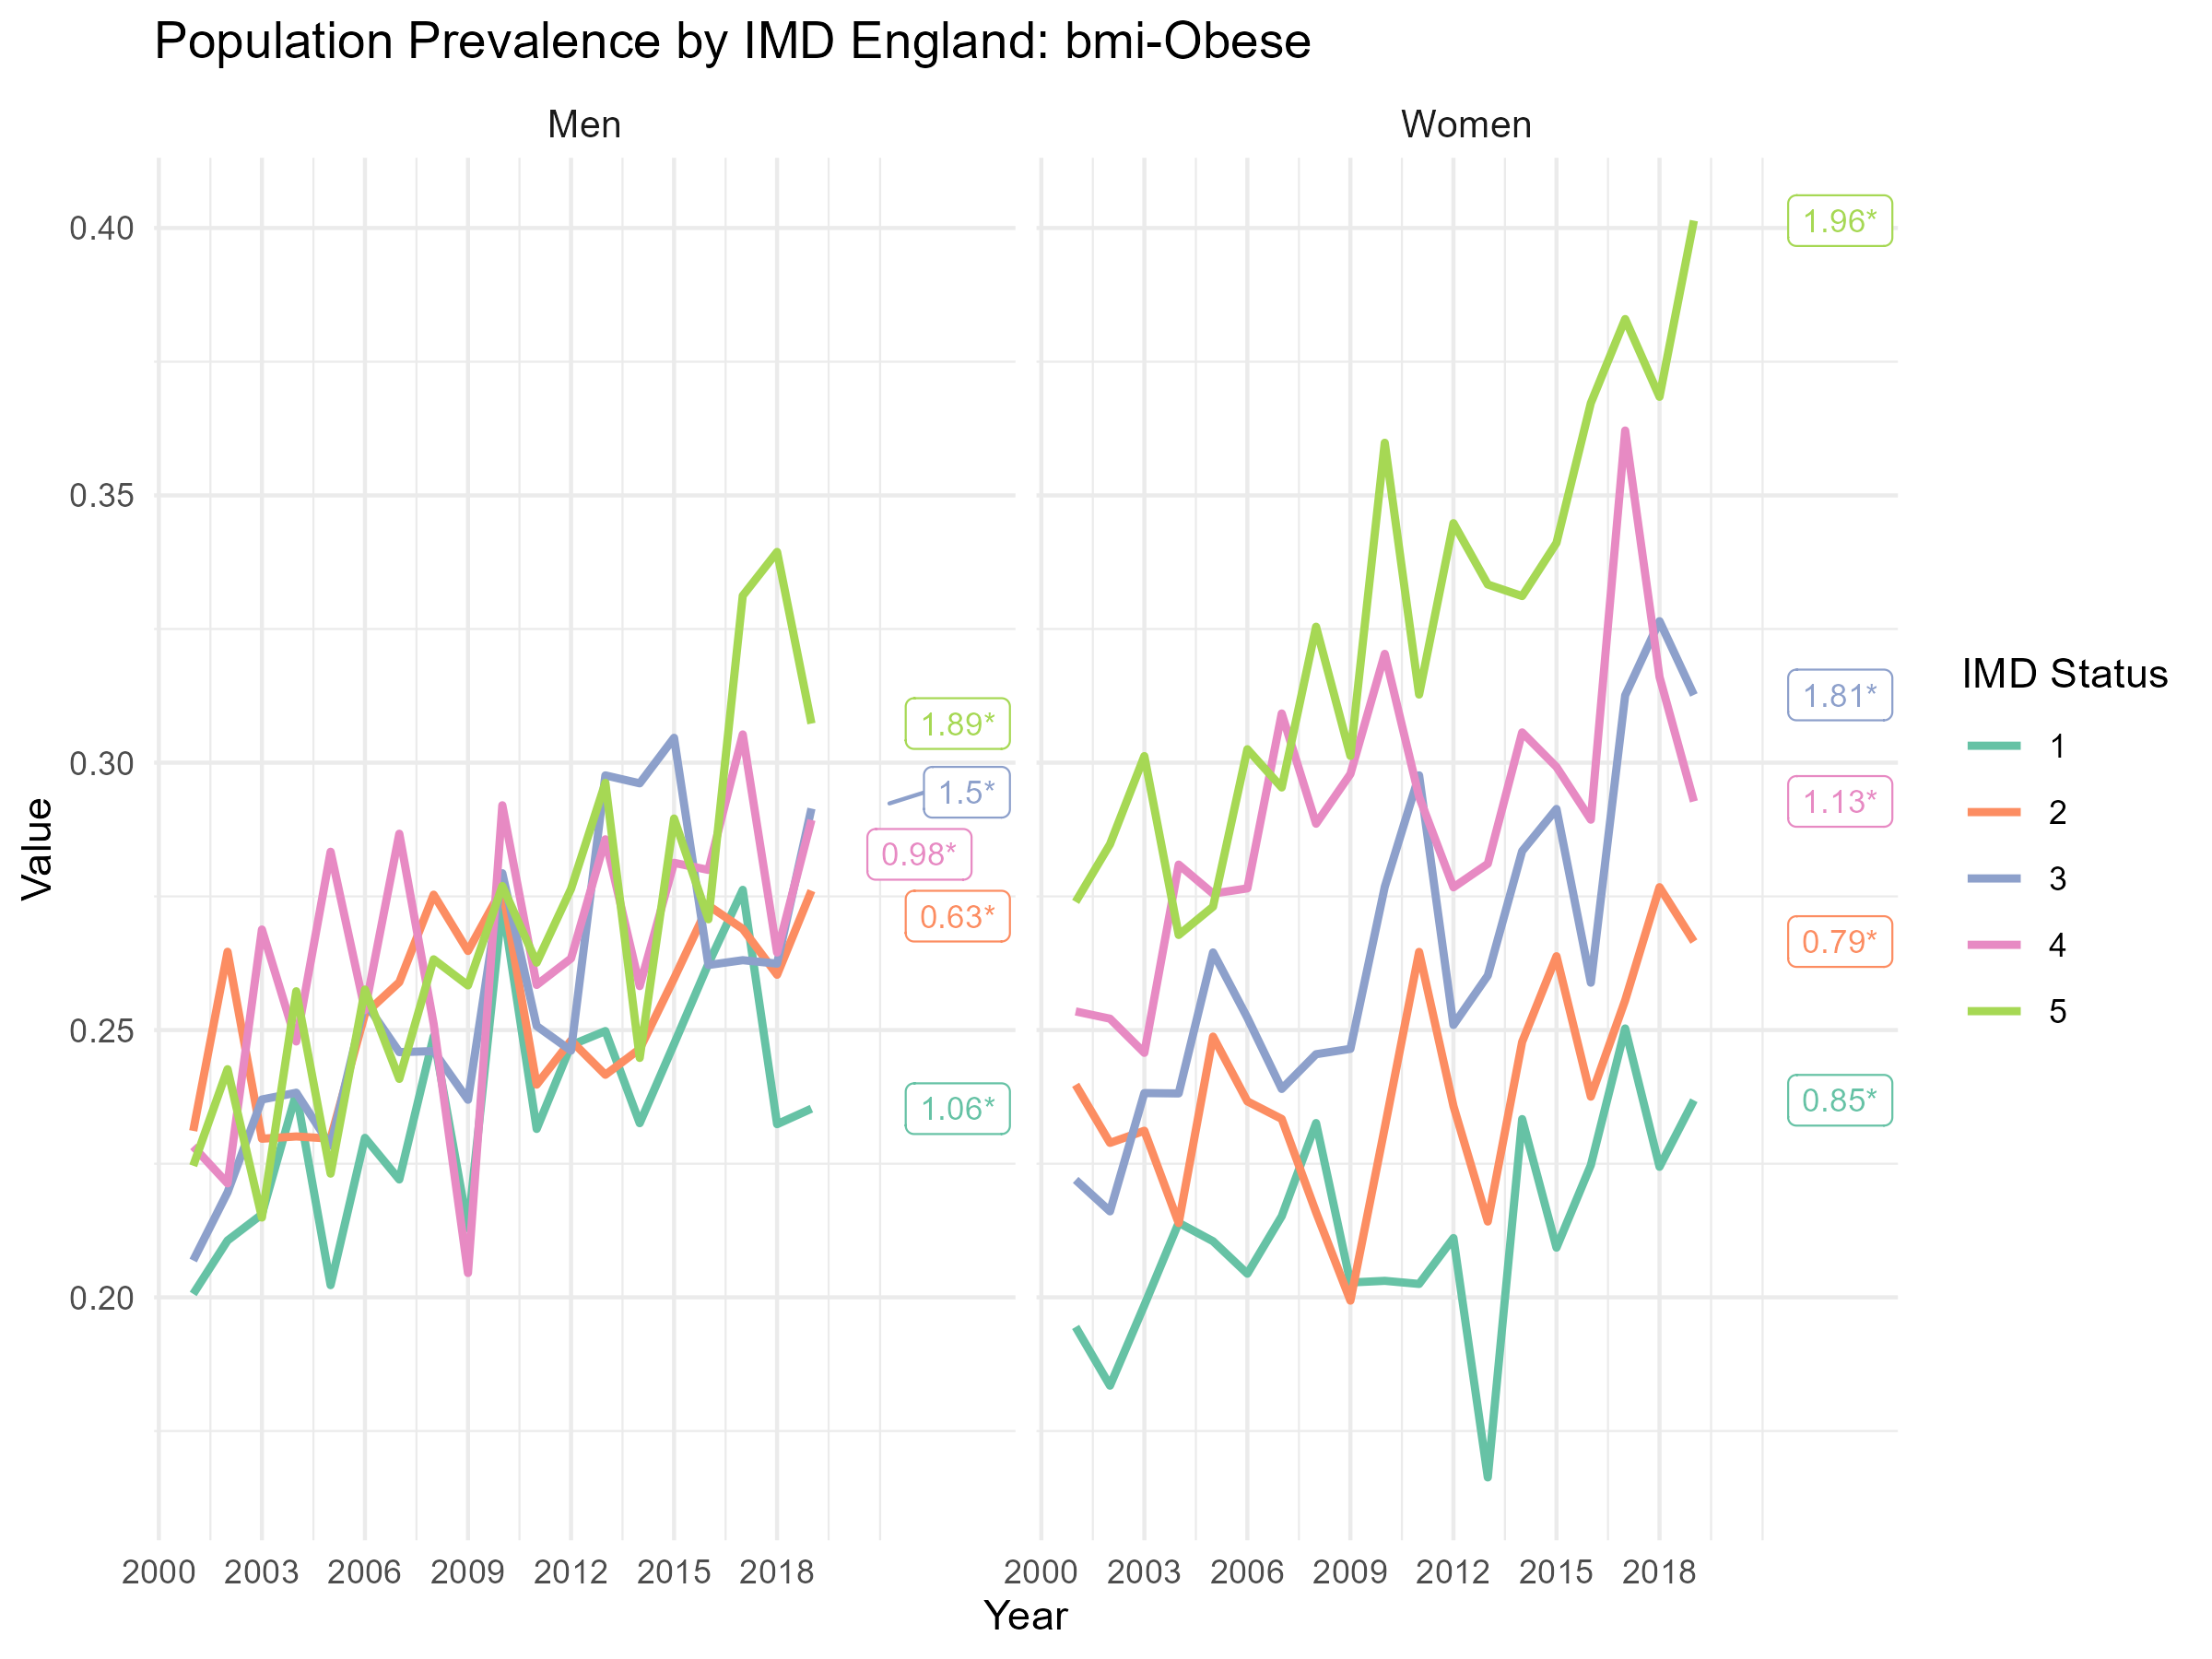 Population Prevalence by IMD England: bmi-Obese
Men
Women
Value
0.40
0.35
0.30
0.25
0.20
1.89*
1.5*
0.98*
0.63*
1.06*
1.96*
1.81*
1.13*
0.79*
0.85*
2000 2003 2006 2009 2012 2015 2018
2000 2003 2006 2009 2012 2015 2018
Year
IMD Status
1
2
3
4
5